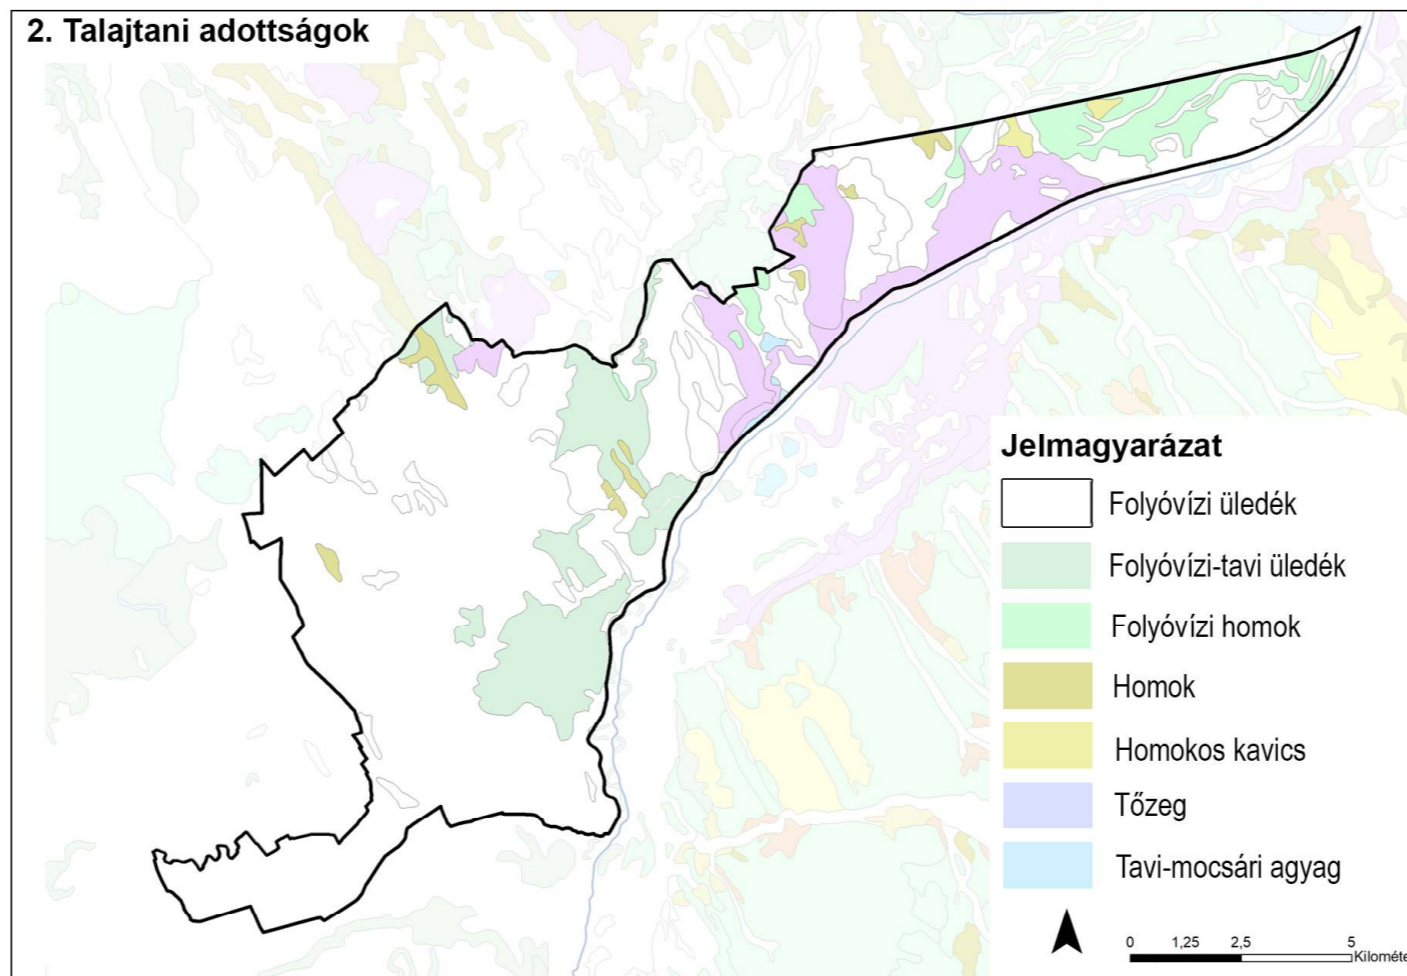 2. Talajtani adottságok
Jelmagyarázat
Folyóvízi üledék
Folyóvízi-tavi üledék
Folyóvízi homok
Homok
Homokos kavics
Tőzeg
Tavi-mocsári agyag
0 1,25 2,5 5
Kilométe